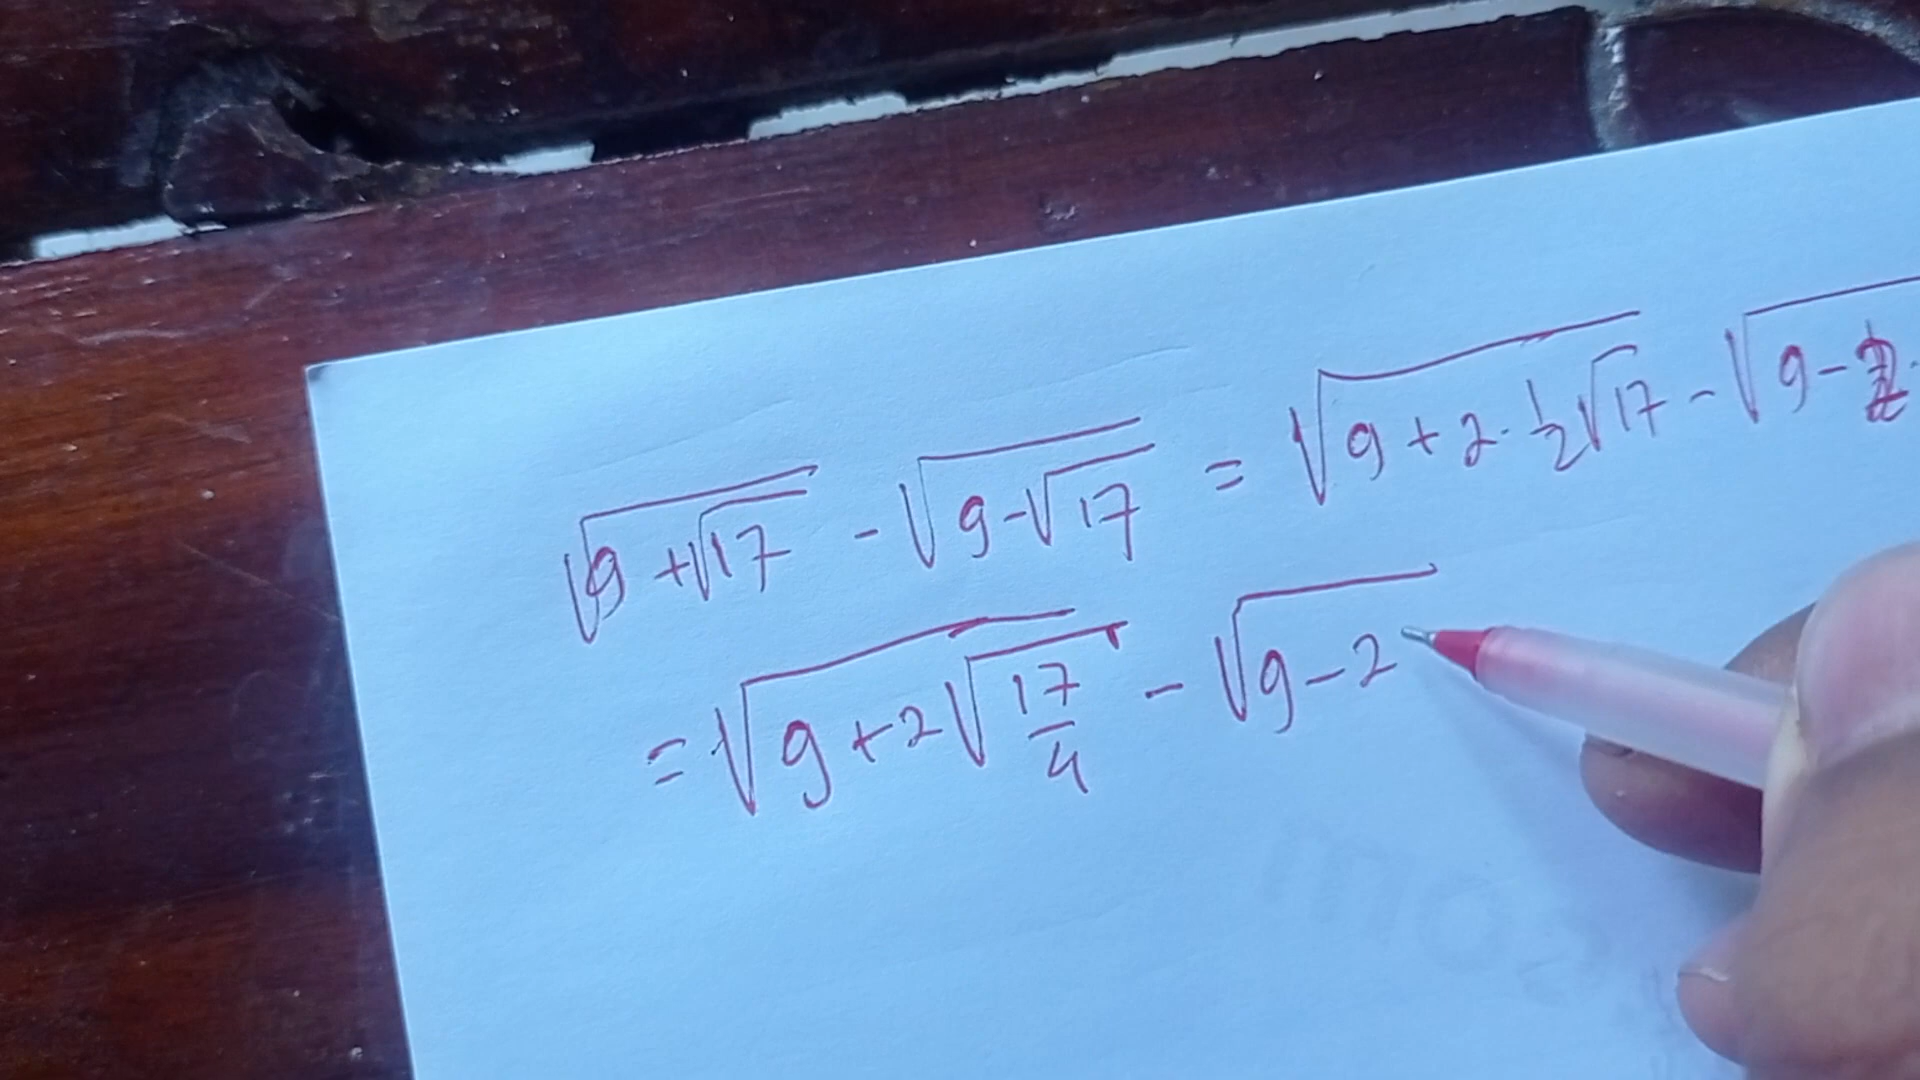 √(9+√17) - √(9-√17) = √(9+2·½√17) - √(9-
= √(9+2√(17/4)) - √(9-2